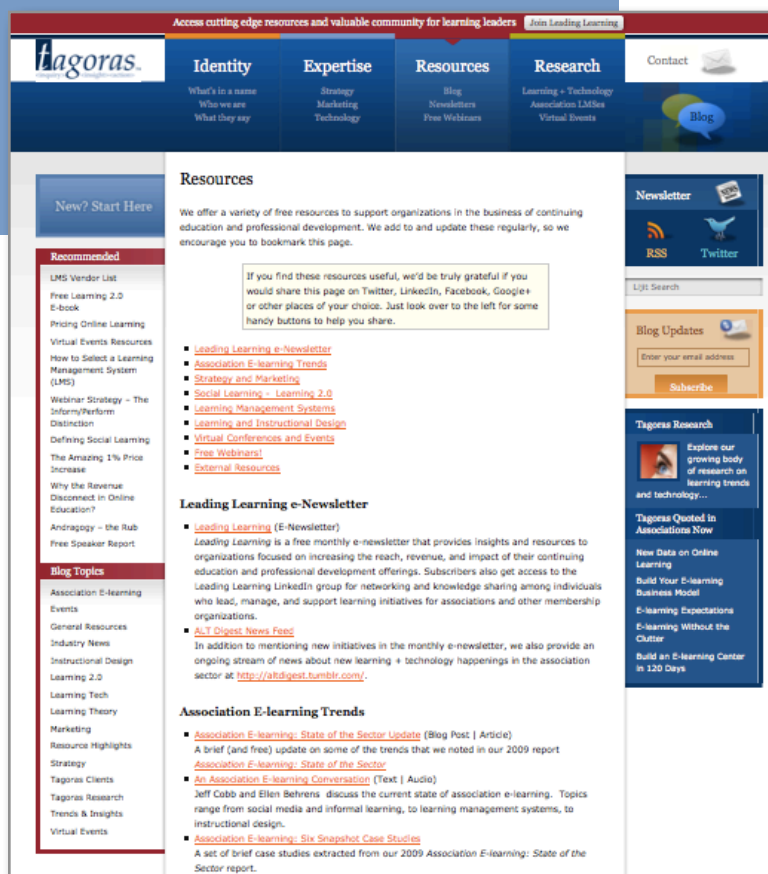 Access cutting edge resources and valuable community for learning leaders
Join Leading Learning
tagoras
Identity
What's in a name
Who we are
What they say
Expertise
Strategy
Marketing
Technology
Resources
Blog
Newsletters
Free Webinars
Research
Learning + Technology
Association LMSes
Virtual Events
Contact
Blog
New? Start Here
Recommended
LMS Vendor List
Free Learning 2.0
E-book
Pricing Online Learning
Virtual Events Resources
How to Select a Learning
Management System
(LMS)
Webinar Strategy – The
Inform/Perform
Distinction
Defining Social Learning
The Amazing 1% Price
Increase
Why the Revenue
Disconnect in Online
Education?
Andragogy – the Rub
Free Speaker Report
Blog Topics
Association E-learning
Events
General Resources
Industry News
Instructional Design
Learning 2.0
Learning Tech
Learning Theory
Marketing
Resource Highlights
Strategy
Tagoras Clients
Tagoras Research
Trends & Insights
Virtual Events
Resources
We offer a variety of free resources to support organizations in the business of continuing
education and professional development. We add to and update these regularly, so we
encourage you to bookmark this page.
If you find these resources useful, we'd be truly grateful if you
would share this page on Twitter, LinkedIn, Facebook, Google+
or other places of your choice. Just look over to the left for some
handy buttons to help you share.
Leading Learning e-Newsletter
Association E-learning Trends
Strategy and Marketing
Social Learning - Learning 2.0
Learning Management Systems
Learning and Instructional Design
Virtual Conferences and Events
Free Webinars!
External Resources
Leading Learning e-Newsletter
Leading Learning (E-Newsletter)
Leading Learning is a free monthly e-newsletter that provides insights and resources to
organizations focused on increasing the reach, revenue, and impact of their continuing
education and professional development offerings. Subscribers also get access to the
Leading Learning LinkedIn group for networking and knowledge sharing among individuals
who lead, manage, and support learning initiatives for associations and other membership
organizations.
ALT Digest News Feed
In addition to mentioning new initiatives in the monthly e-newsletter, we also provide an
ongoing stream of news about new learning + technology happenings in the association
sector at http://altdigest.tumblr.com/.
Association E-learning Trends
Association E-learning: State of the Sector Update (Blog Post | Article)
A brief (and free) update on some of the trends that we noted in our 2009 report
Association E-learning: State of the Sector
An Association E-learning Conversation (Text | Audio)
Jeff Cobb and Ellen Behrens discuss the current state of association e-learning. Topics
range from social media and informal learning, to learning management systems, to
instructional design.
Association E-learning: Six Snapshot Case Studies
A set of brief case studies extracted from our 2009 Association E-learning: State of the
Sector report.
Newsletter
NEWS
RSS
Twitter
Lijit Search
Blog Updates
Enter your email address
Subscribe
Tagoras Research
Explore our
growing body
of research on
learning trends
and technology...
Tagoras Quoted in
Associations Now
New Data on Online
Learning
Build Your E-learning
Business Model
E-learning Expectations
E-learning Without the
Clutter
Build an E-learning Center
in 120 Days